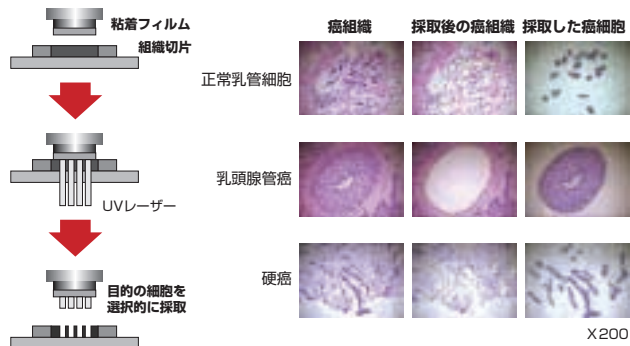 粘着フィルム
組織切片
UVレーザー
目的の細胞を
選択的に採取
癌組織
採取後の癌組織
採取した癌細胞
正常乳管細胞
乳頭腺管癌
硬癌
X200